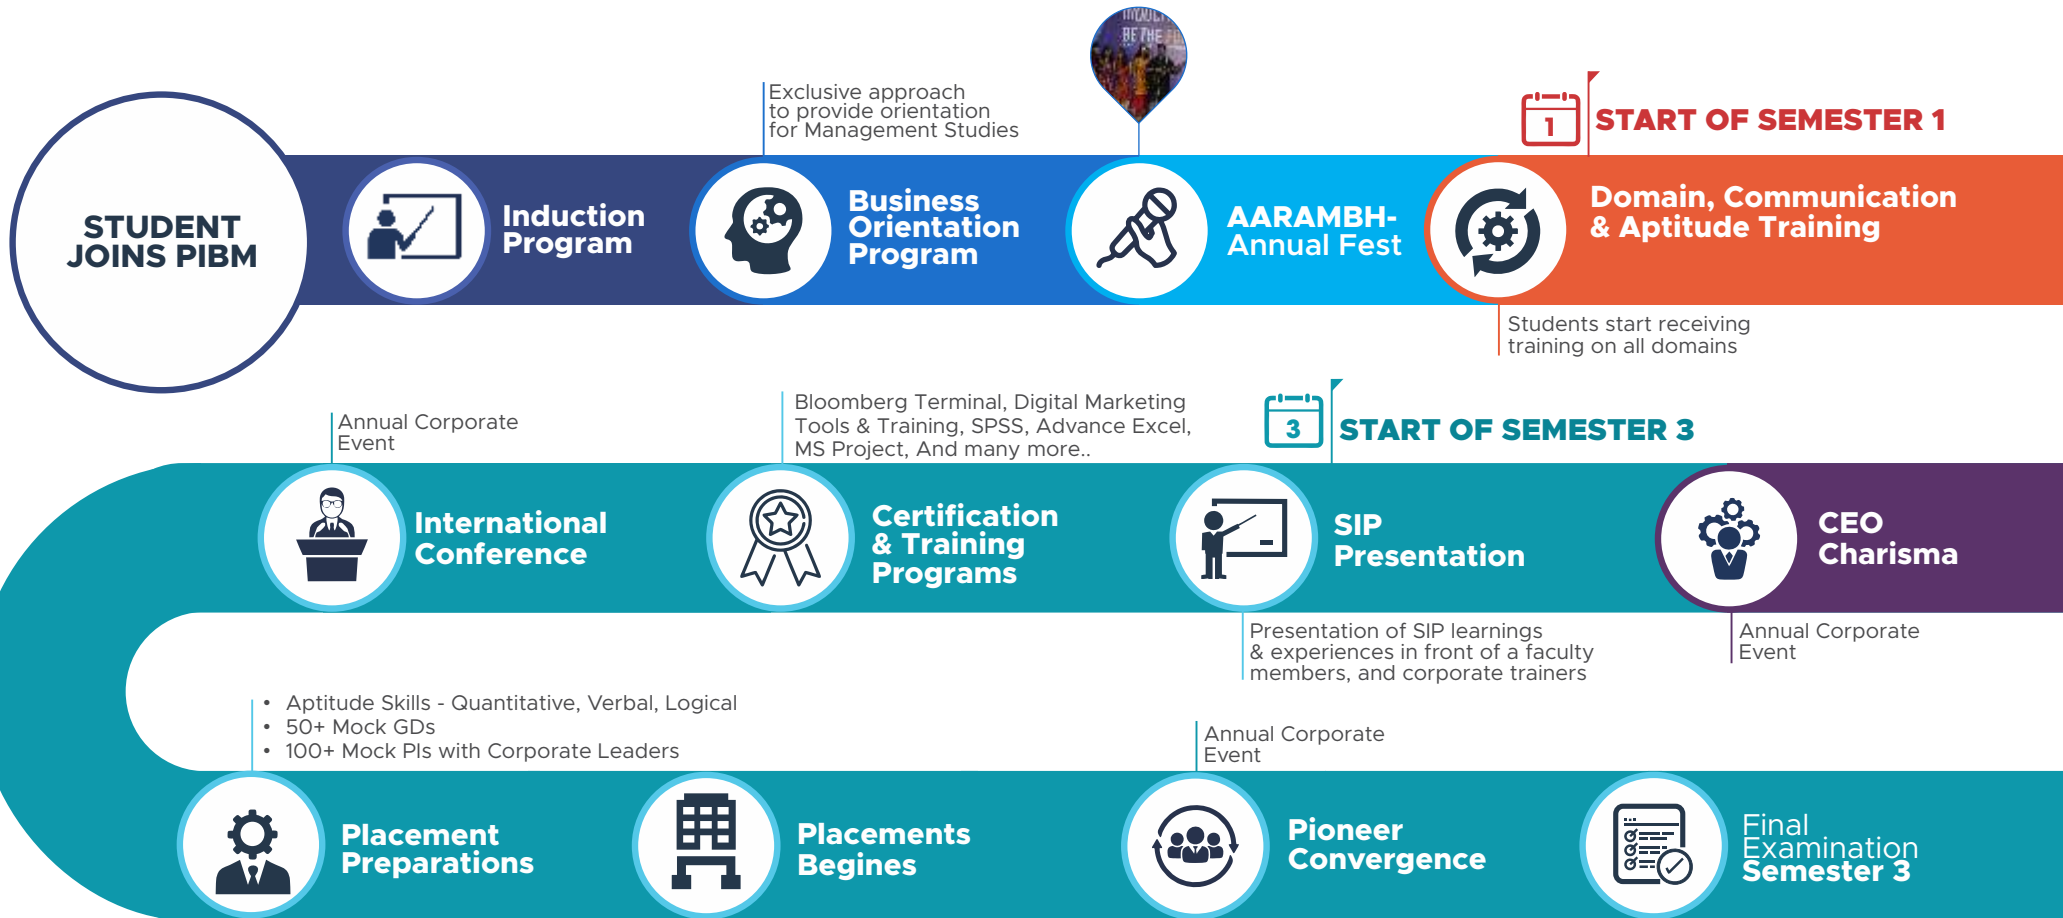 STUDENT
JOINS PIBM
Induction
Program
Exclusive approach
to provide orientation
for Management Studies
Business
Orientation
Program
BE THE
AARAMBH-
Annual Fest
1
START OF SEMESTER 1
Domain, Communication
& Aptitude Training
Students start receiving
training on all domains
Annual Corporate
Event
International
Conference
Bloomberg Terminal, Digital Marketing
Tools & Training, SPSS, Advance Excel,
MS Project, And many more..
Certification
& Training
Programs
3
START OF SEMESTER 3
SIP
Presentation
Presentation of SIP learnings
& experiences in front of a faculty
members, and corporate trainers
CEO
Charisma
Annual Corporate
Event
• Aptitude Skills - Quantitative, Verbal, Logical
• 50+ Mock GDs
• 100+ Mock PIs with Corporate Leaders
Placement
Preparations
Placements
Begines
Annual Corporate
Event
Pioneer
Convergence
Final
Examination
Semester 3